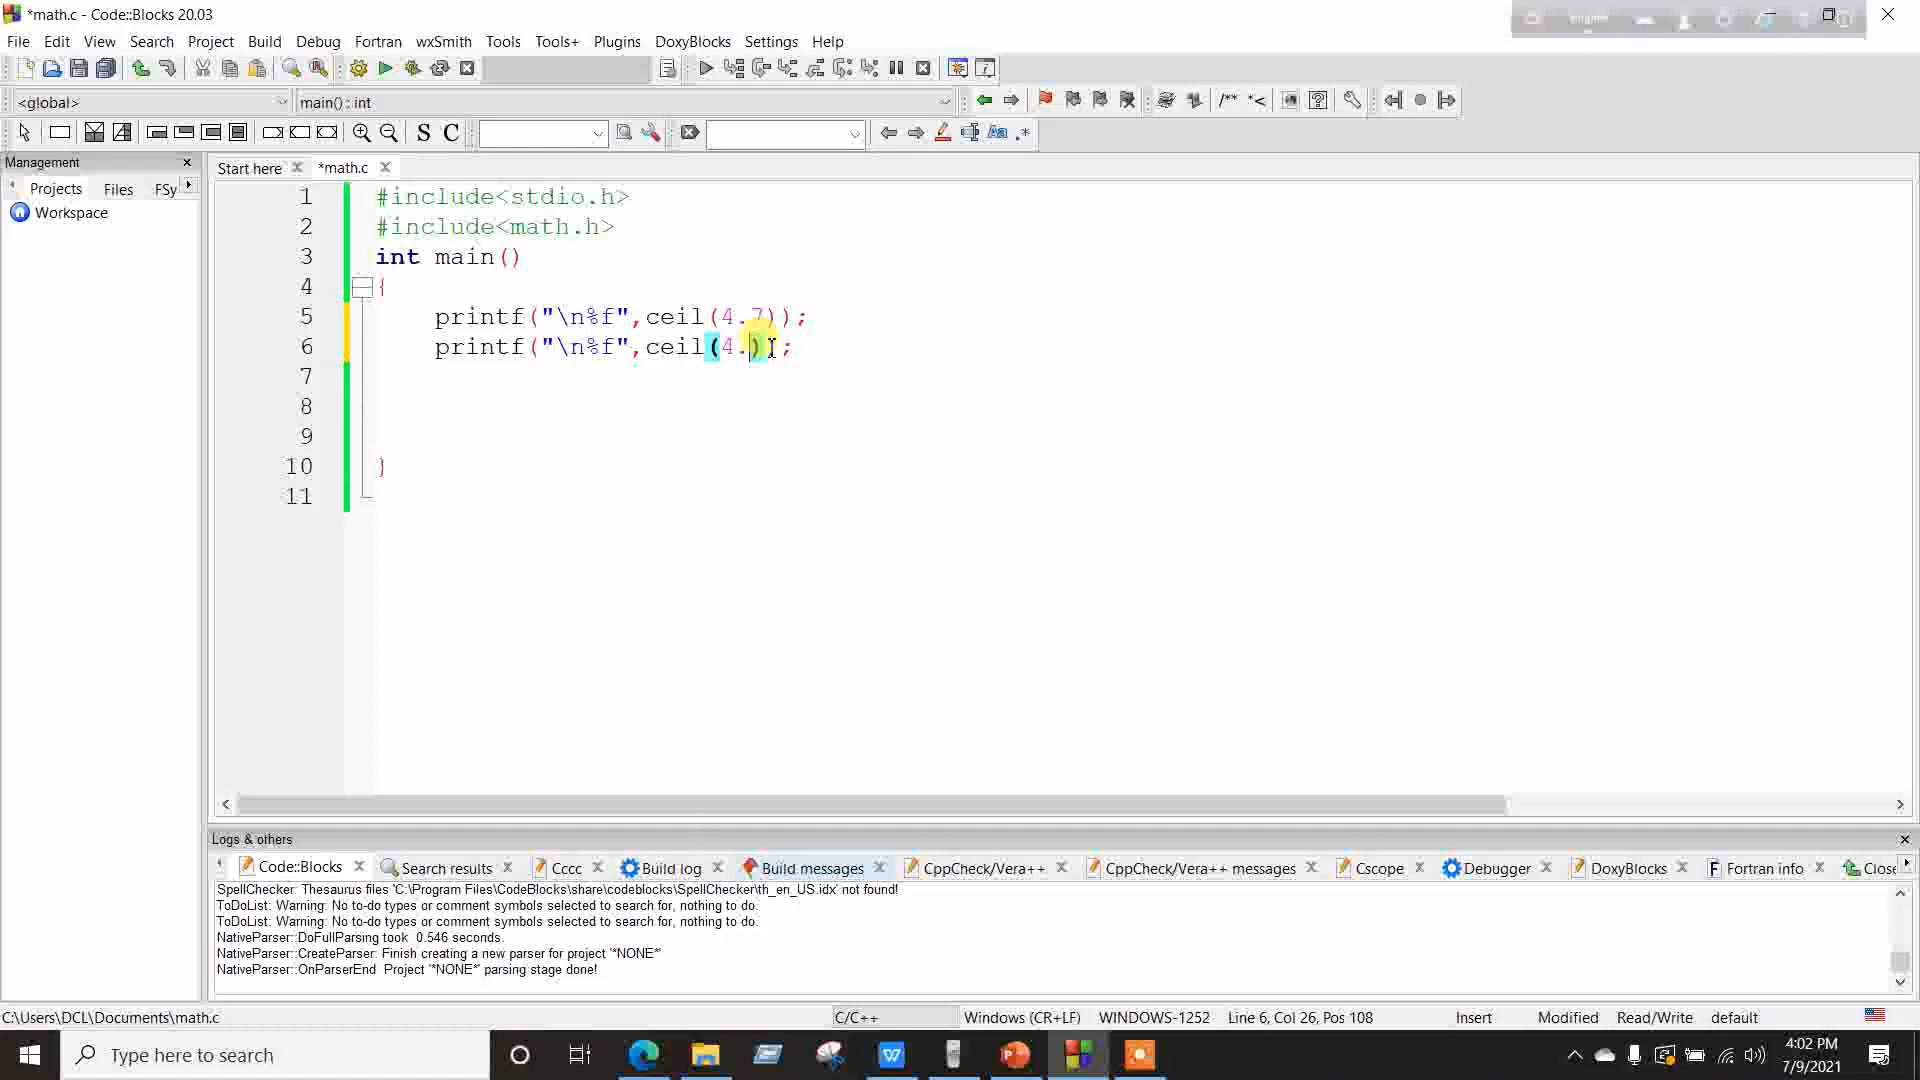 *math.c - Code::Blocks 20.03
File Edit View Search Project Build Debug Fortran wxSmith Tools Tools+ Plugins DoxyBlocks Settings Help
<global> main() : int
/** *<
S C Aa .*
Management
Start here *math.c
Projects Files FSy
Workspace
1 #include<stdio.h>
2 #include<math.h>
3 int main()
4 {
5 printf("\n%f",ceil(4.7));
6 printf("\n%f",ceil(4.));
7
8
9
10 }
11
Logs & others
Code::Blocks Search results Cccc Build log Build messages CppCheck/Vera++ CppCheck/Vera++ messages Cscope Debugger DoxyBlocks Fortran info Close
SpellChecker: Thesaurus files 'C:\Program Files\CodeBlocks\share\codeblocks\SpellChecker\th_en_US.idx' not found!
ToDoList: Warning: No to-do types or comment symbols selected to search for, nothing to do.
ToDoList: Warning: No to-do types or comment symbols selected to search for, nothing to do.
NativeParser::DoFullParsing took 0.546 seconds.
NativeParser::CreateParser: Finish creating a new parser for project '*NONE*'
NativeParser::OnParserEnd Project '*NONE*' parsing stage done!
C:\Users\DCL\Documents\math.c C/C++ Windows (CR+LF) WINDOWS-1252 Line 6, Col 26, Pos 108 Insert Modified Read/Write default
Type here to search
4:02 PM
7/9/2021